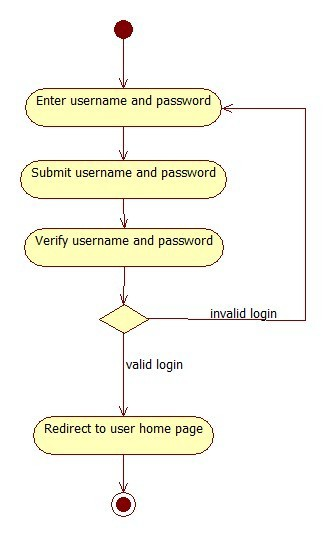 Enter username and password
Submit username and password
Verify username and password
invalid login
valid login
Redirect to user home page